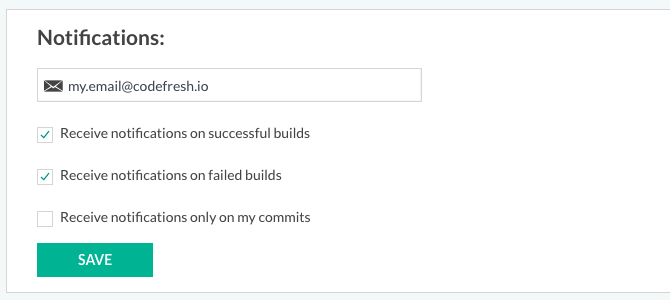 Notifications:
my.email@codefresh.io
Receive notifications on successful builds
Receive notifications on failed builds
Receive notifications only on my commits
SAVE